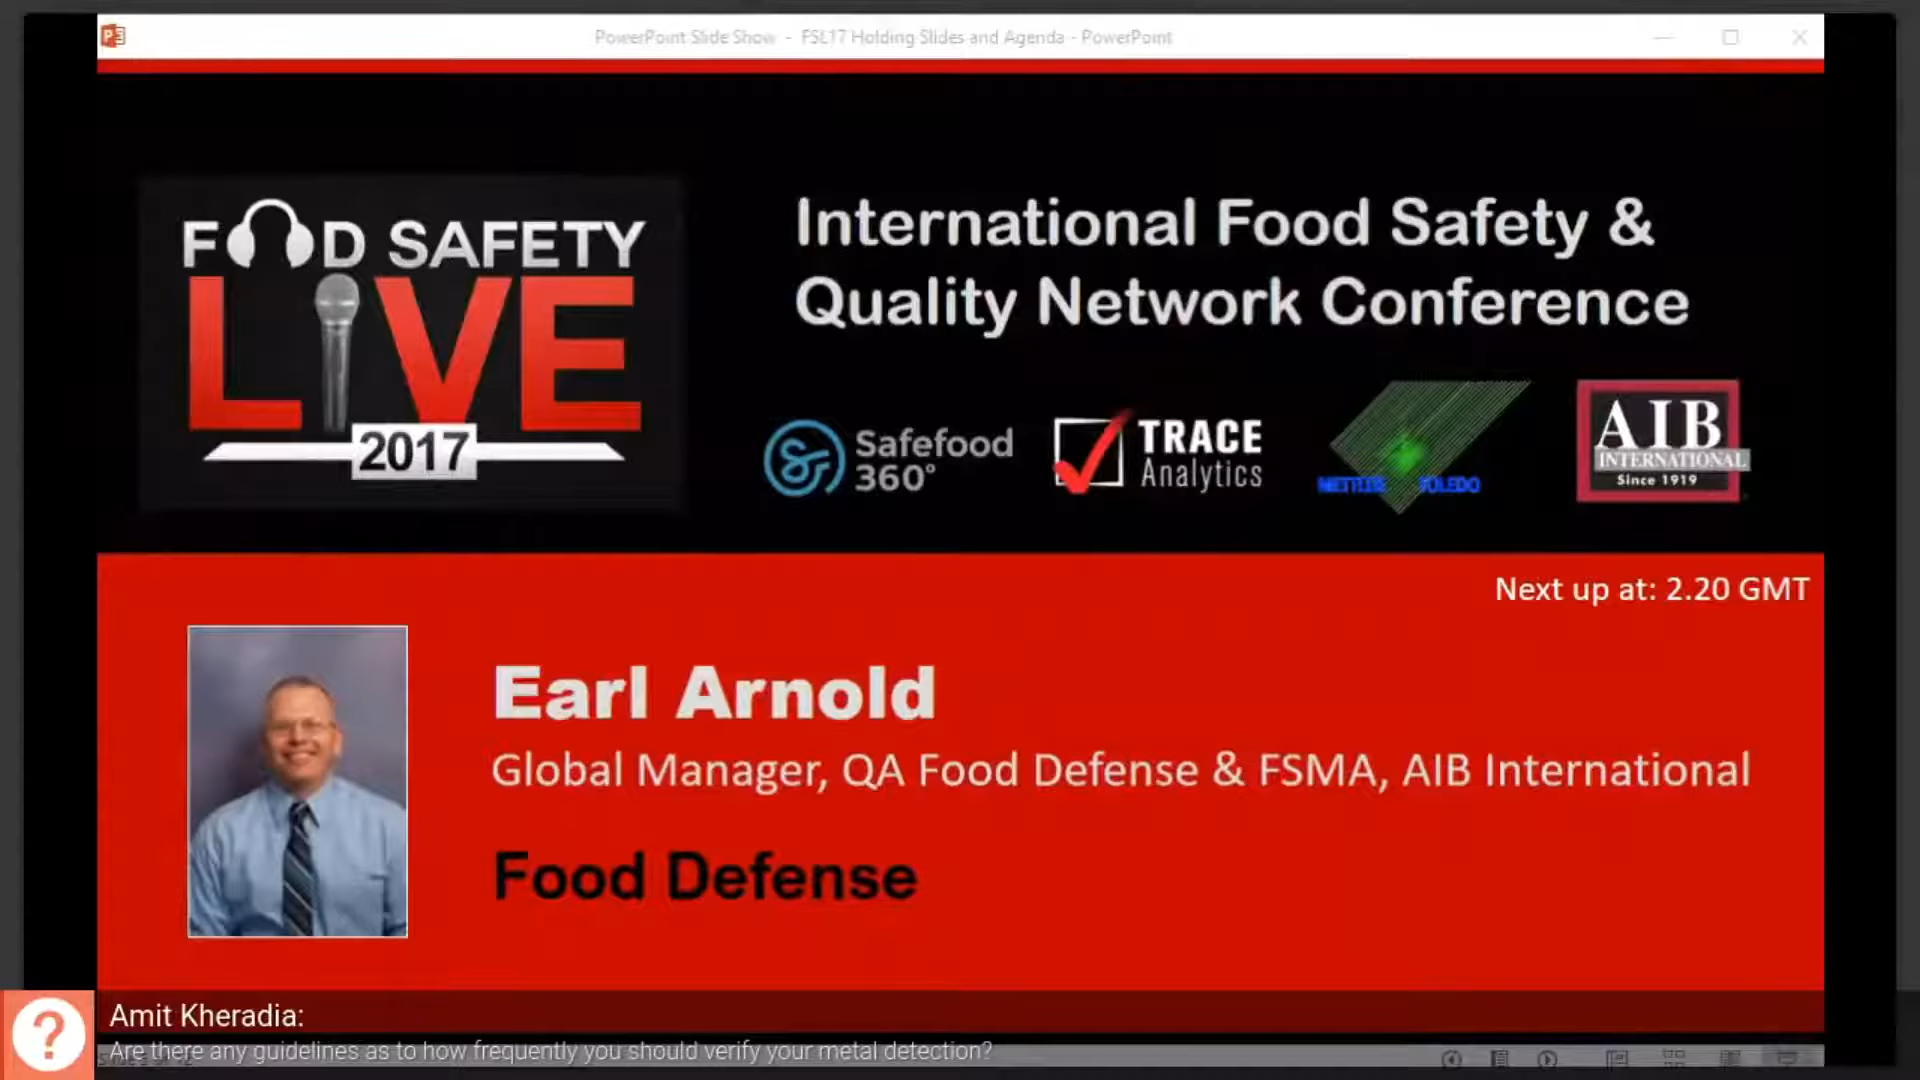 PowerPoint Slide Show - FSL17 Holding Slides and Agenda - PowerPoint
FOOD SAFETY
LIVE
2017
International Food Safety &
Quality Network Conference
Safefood
360°
TRACE
Analytics
METTLER TOLEDO
AIB
INTERNATIONAL
Since 1919
Next up at: 2.20 GMT
Earl Arnold
Global Manager, QA Food Defense & FSMA, AIB International
Food Defense
Amit Kheradia:
Are there any guidelines as to how frequently you should verify your metal detection?